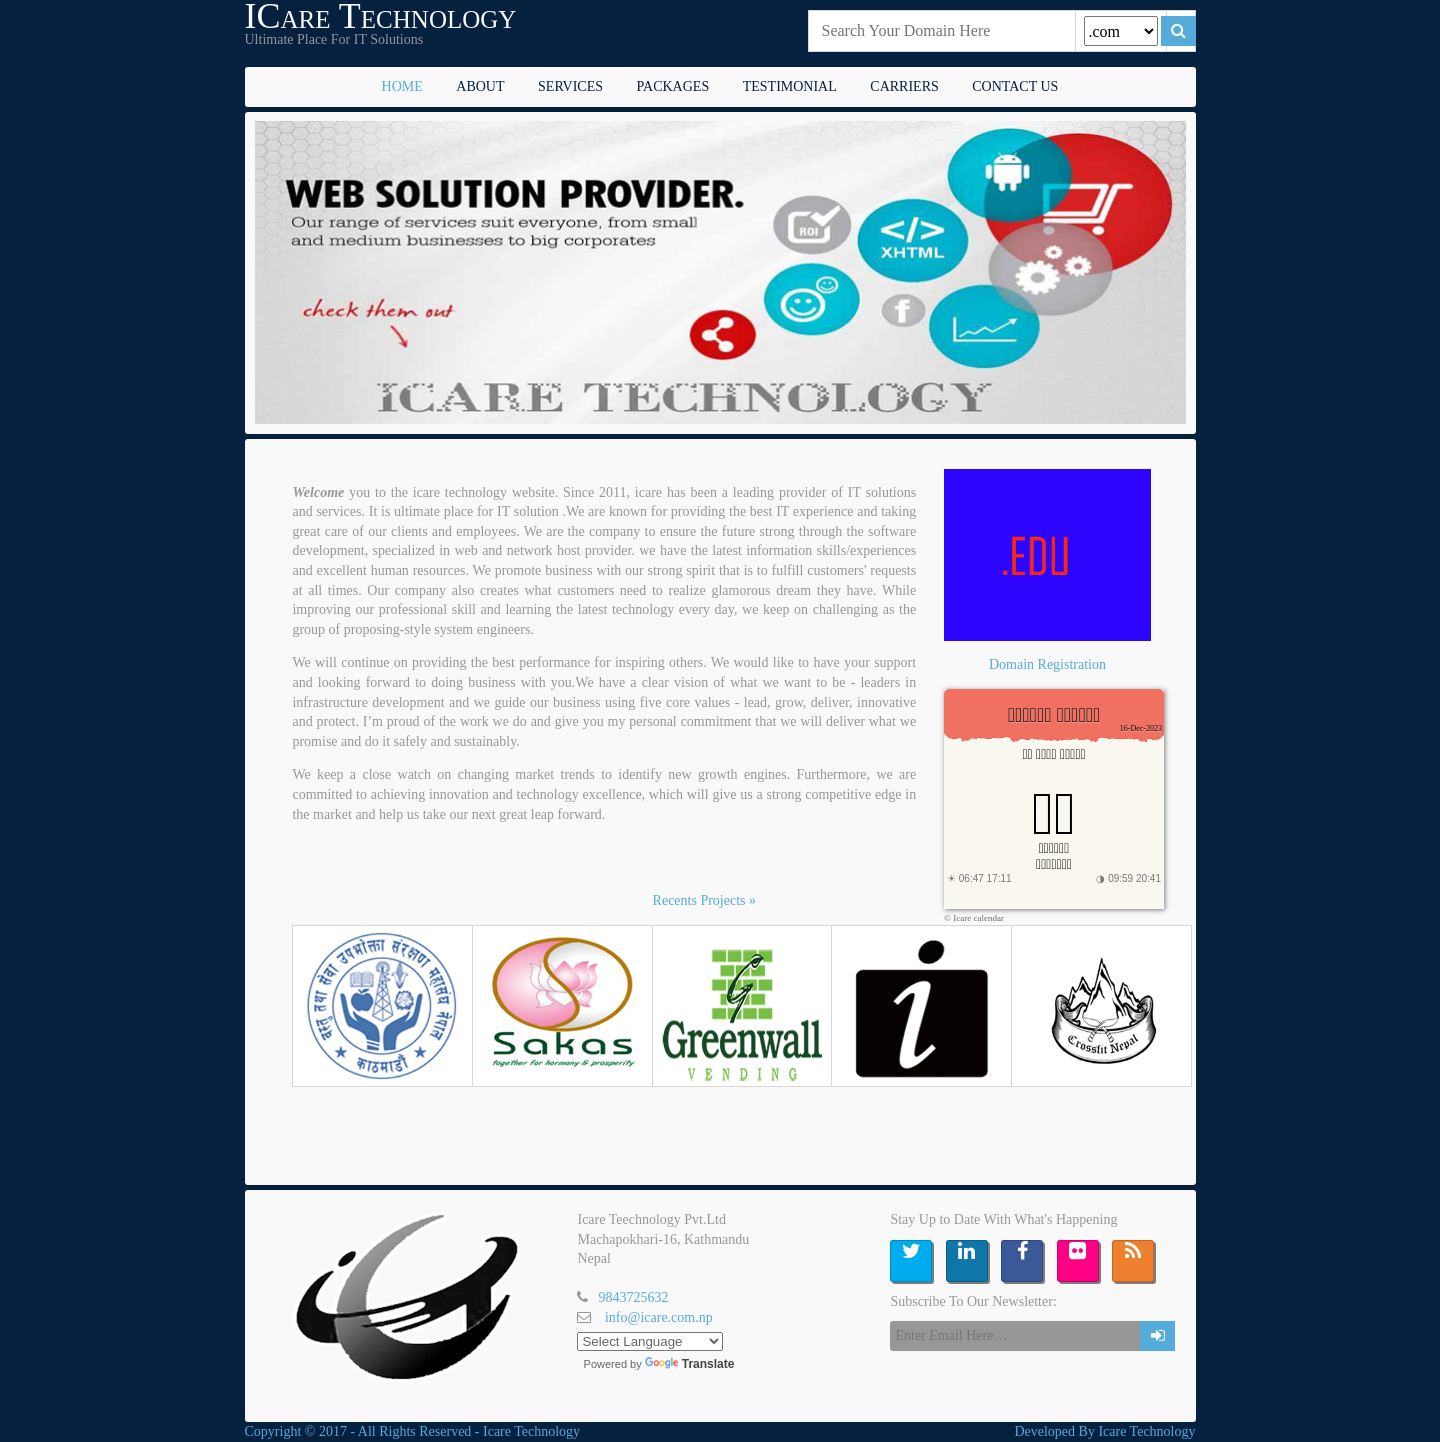 ICare Technology
Ultimate Place For IT Solutions
Search Your Domain Here
.com
HOME ABOUT SERVICES PACKAGES TESTIMONIAL CARRIERS CONTACT US
WEB SOLUTION PROVIDER.
Our range of services suit everyone, from small
and medium businesses to big corporates
ROI
</>
XHTML
check them out
ICARE TECHNOLOGY
Welcome you to the icare technology website. Since 2011, icare has been a leading provider of IT solutions
and services. It is ultimate place for IT solution .We are known for providing the best IT experience and taking
great care of our clients and employees. We are the company to ensure the future strong through the software
development, specialized in web and network host provider. we have the latest information skills/experiences
and excellent human resources. We promote business with our strong spirit that is to fulfill customers' requests
at all times. Our company also creates what customers need to realize glamorous dream they have. While
improving our professional skill and learning the latest technology every day, we keep on challenging as the
group of proposing-style system engineers.
We will continue on providing the best performance for inspiring others. We would like to have your support
and looking forward to doing business with you.We have a clear vision of what we want to be - leaders in
infrastructure development and we guide our business using five core values - lead, grow, deliver, innovative
and protect. I’m proud of the work we do and give you my personal commitment that we will deliver what we
promise and do it safely and sustainably.
We keep a close watch on changing market trends to identify new growth engines. Furthermore, we are
committed to achieving innovation and technology excellence, which will give us a strong competitive edge in
the market and help us take our next great leap forward.
.EDU
Domain Registration
16-Dec-2023
☀ 06:47 17:11
◑ 09:59 20:41
© Icare calendar
Recents Projects »
तथा सेवा उपभोक्ता संरक्षण महासंघ नेपाल
काठमाडौं
Sakas
together for harmony & prosperity
Greenwall
VENDING
i
Crossfit Nepal
Icare Teechnology Pvt.Ltd
Machapokhari-16, Kathmandu
Nepal
9843725632
info@icare.com.np
Select Language
Powered by Google Translate
Stay Up to Date With What's Happening
Subscribe To Our Newsletter:
Enter Email Here…
Copyright © 2017 - All Rights Reserved - Icare Technology
Developed By Icare Technology